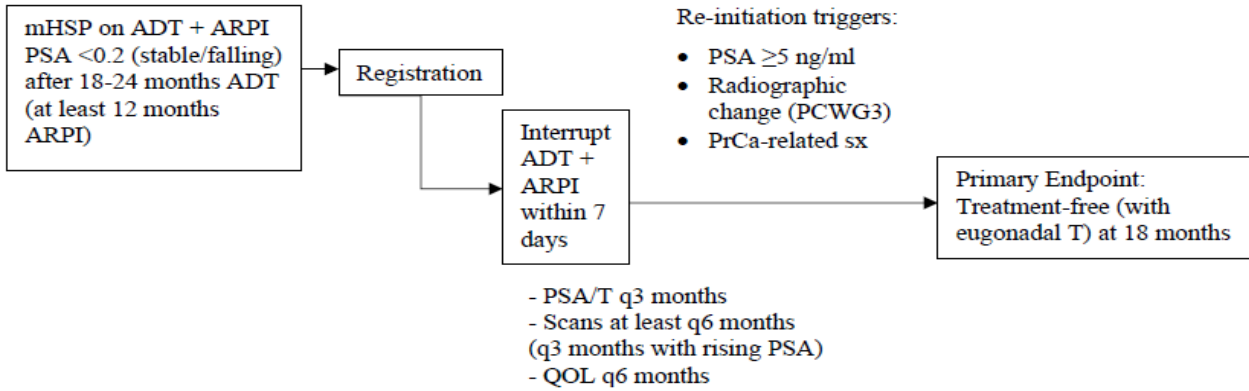 mHSP on ADT + ARPI
PSA <0.2 (stable/falling)
after 18-24 months ADT
(at least 12 months
ARPI)
Registration
Interrupt
ADT +
ARPI
within 7
days
Re-initiation triggers:
• PSA ≥5 ng/ml
• Radiographic
change (PCWG3)
• PrCa-related sx
- PSA/T q3 months
- Scans at least q6 months
(q3 months with rising PSA)
- QOL q6 months
Primary Endpoint:
Treatment-free (with
eugonadal T) at 18 months